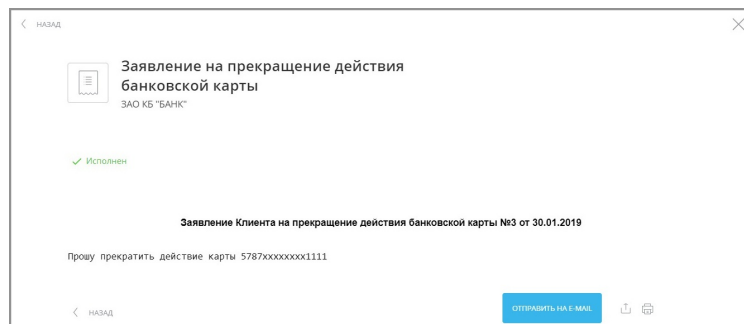 НАЗАД
Заявление на прекращение действия
банковской карты
ЗАО КБ "БАНК"
Исполнен
Заявление Клиента на прекращение действия банковской карты №3 от 30.01.2019
Прошу прекратить действие карты 5787xxxxxxxx1111
НАЗАД
ОТПРАВИТЬ НА E-MAIL